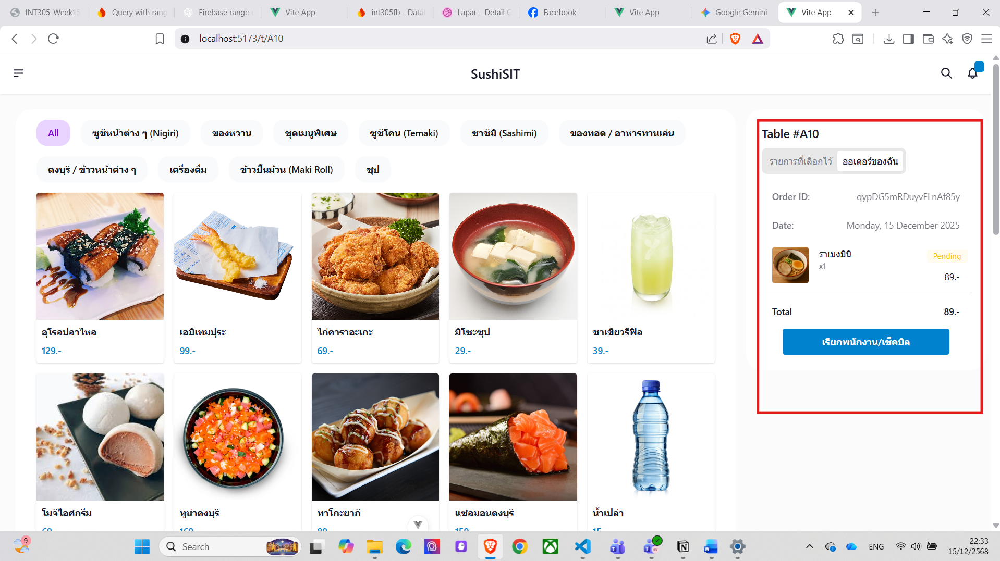 INT305_Week15
Query with rang
Firebase range
Vite App
int305fb - Data
Lapar – Detail C
Facebook
Vite App
Google Gemini
Vite App
localhost:5173/t/A10
SushiSIT
All
ซูชิหน้าต่าง ๆ (Nigiri)
ของหวาน
ชุดเมนูพิเศษ
ซูชิโคน (Temaki)
ซาชิมิ (Sashimi)
ของทอด / อาหารทานเล่น
ดงบุริ / ข้าวหน้าต่าง ๆ
เครื่องดื่ม
ข้าวปั้นม้วน (Maki Roll)
ซุป
อุโรลปลาไหล
129.-
เอบิเทมปุระ
99.-
ไก่คาราอะเกะ
69.-
มิโซะซุป
29.-
ชาเขียวรีฟิล
39.-
โมจิไอศกรีม
69.-
ทูน่าดงบุริ
169.-
ทาโกะยากิ
89.-
แซลมอนดงบุริ
159.-
น้ำเปล่า
15.-
Table #A10
รายการที่เลือกไว้
ออเดอร์ของฉัน
Order ID:
qypDG5mRDuyvFLnAf85y
Date:
Monday, 15 December 2025
ราเมงมินิ
Pending
x1
89.-
Total
89.-
เรียกพนักงาน/เช็คบิล
9
Search
ENG
22:33
15/12/2568